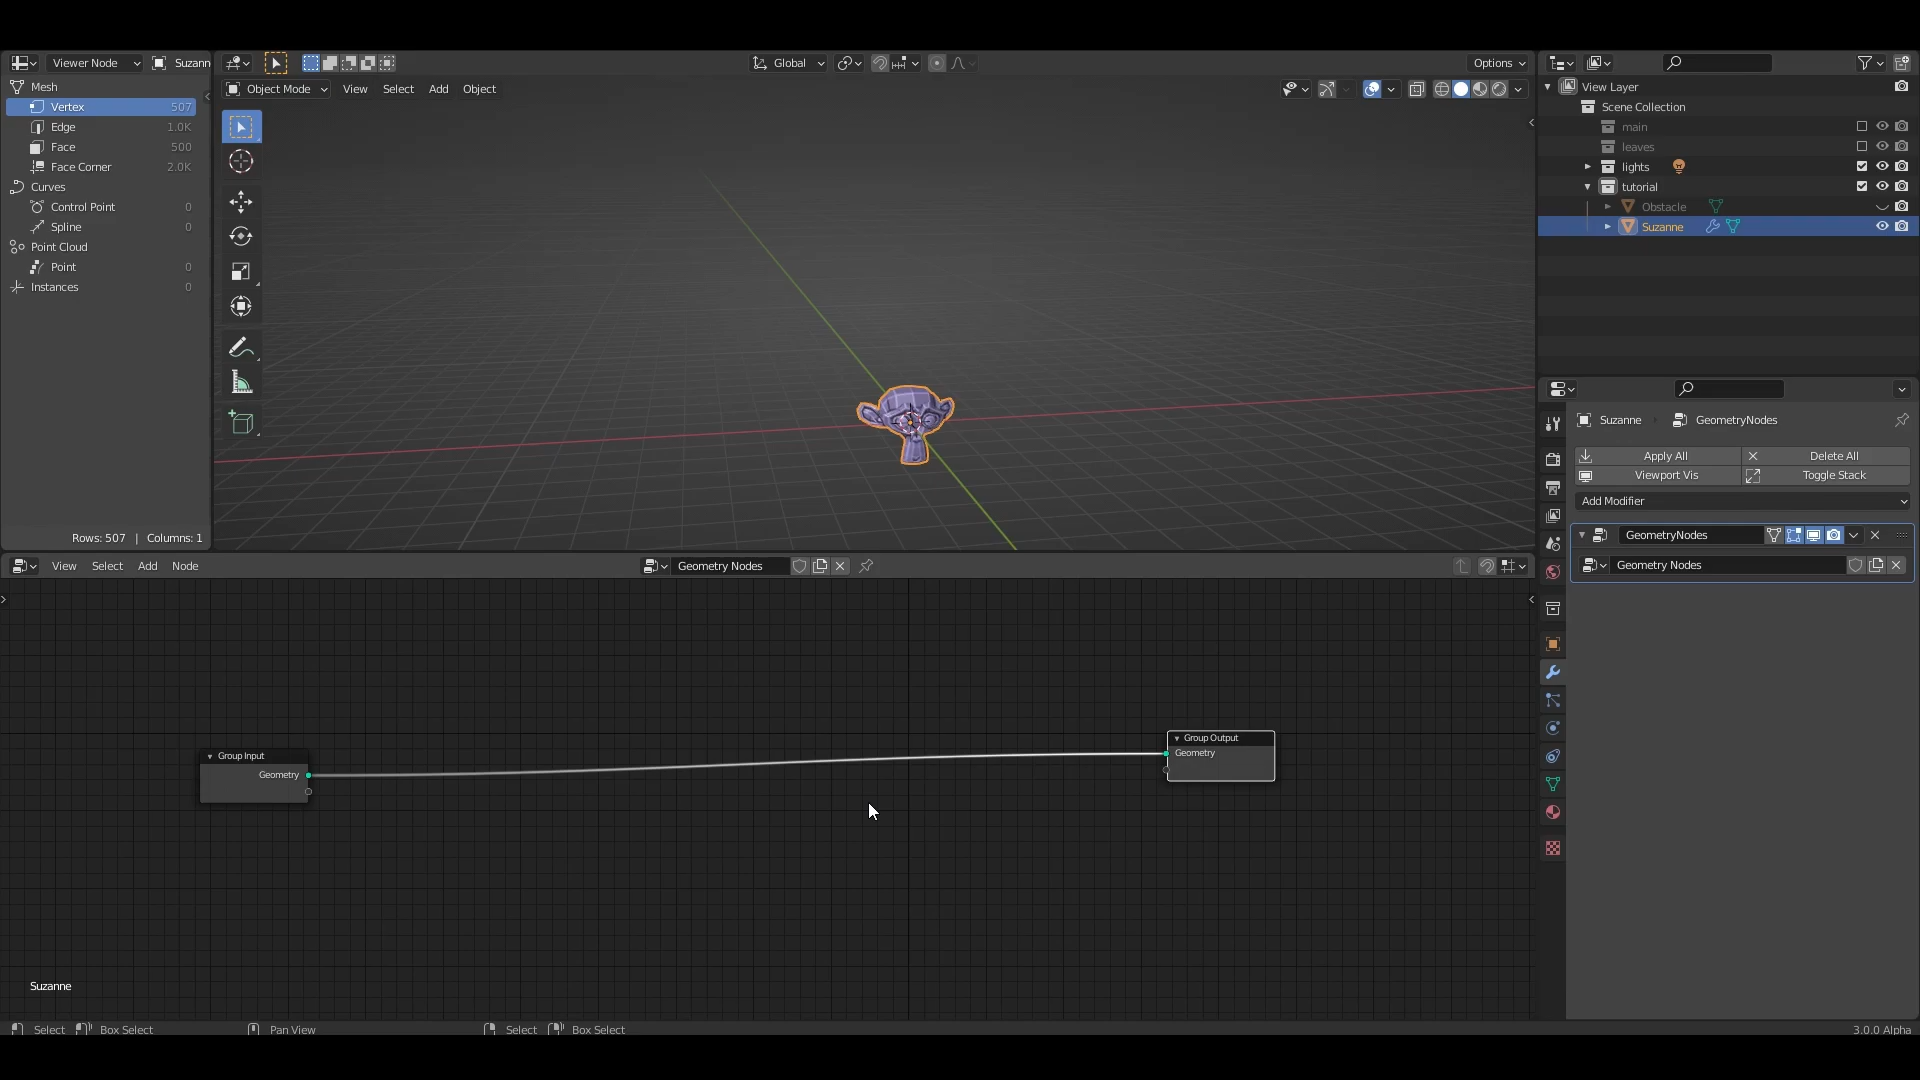 Viewer Node
Suzann
Mesh
Vertex 507
Edge 1.0K
Face 500
Face Corner 2.0K
Curves
Control Point 0
Spline 0
Point Cloud
Point 0
Instances 0
Rows: 507 | Columns: 1
Global
Options
Object Mode
View
Select
Add
Object
View Layer
Scene Collection
main
leaves
lights
tutorial
Obstacle
Suzanne
Suzanne
GeometryNodes
Apply All
Delete All
Viewport Vis
Toggle Stack
Add Modifier
GeometryNodes
Geometry Nodes
View
Select
Add
Node
Geometry Nodes
Group Input
Geometry
Group Output
Geometry
Suzanne
Select
Box Select
Pan View
Select
Box Select
3.0.0 Alpha